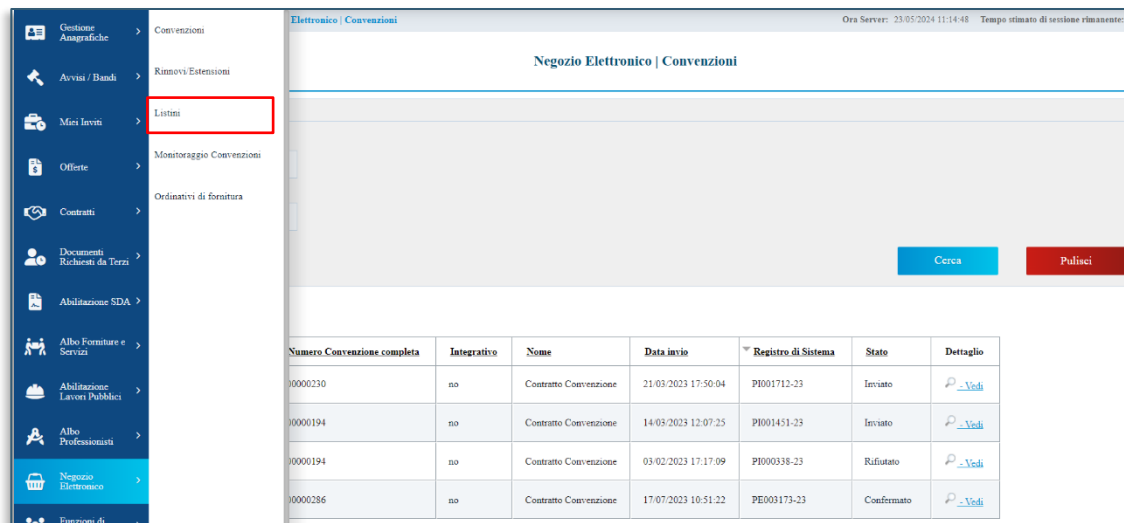 Elettronico | Convenzioni
Ora Server: 23/05/2024 11:14:48 Tempo stimato di sessione rimanente:
Negozio Elettronico | Convenzioni
Gestione
Anagrafiche
Avvisi / Bandi
Miei Inviti
Offerte
Contratti
Documenti
Richiesti da Terzi
Abilitazione SDA
Albo Forniture e
Servizi
Abilitazione
Lavori Pubblici
Albo
Professionisti
Negozio
Elettronico
Funzioni di
Convenzioni
Rinnovi/Estensioni
Listini
Monitoraggio Convenzioni
Ordinativi di fornitura
Cerca Pulisci
Numero Convenzione completa Integrativo Nome Data invio Registro di Sistema Stato Dettaglio
00000230 no Contratto Convenzione 21/03/2023 17:50:04 PI001712-23 Inviato - Vedi
00000194 no Contratto Convenzione 14/03/2023 12:07:25 PI001451-23 Inviato - Vedi
00000194 no Contratto Convenzione 03/02/2023 17:17:09 PI000338-23 Rifiutato - Vedi
00000286 no Contratto Convenzione 17/07/2023 10:51:22 PE003173-23 Confermato - Vedi